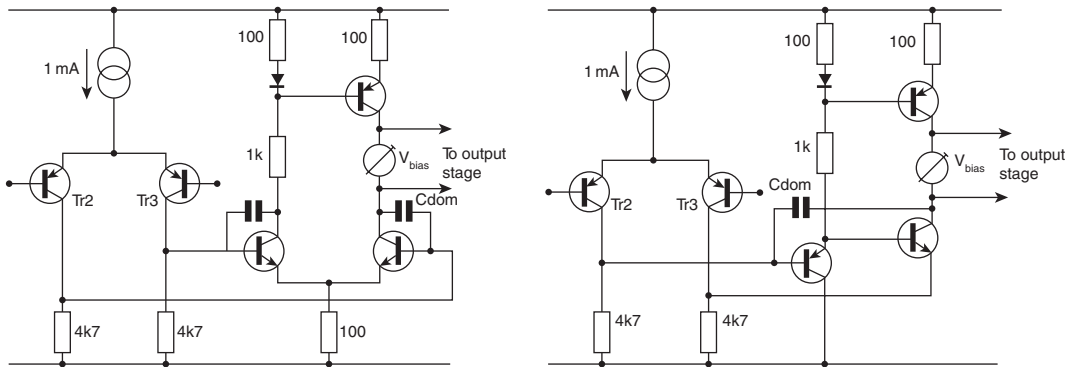 100
100
1 mA
1k
V bias
To output
stage
Cdom
Tr2
Tr3
4k7
4k7
100
100
100
1 mA
1k
V bias
To output
stage
Cdom
Tr2
Tr3
4k7
4k7